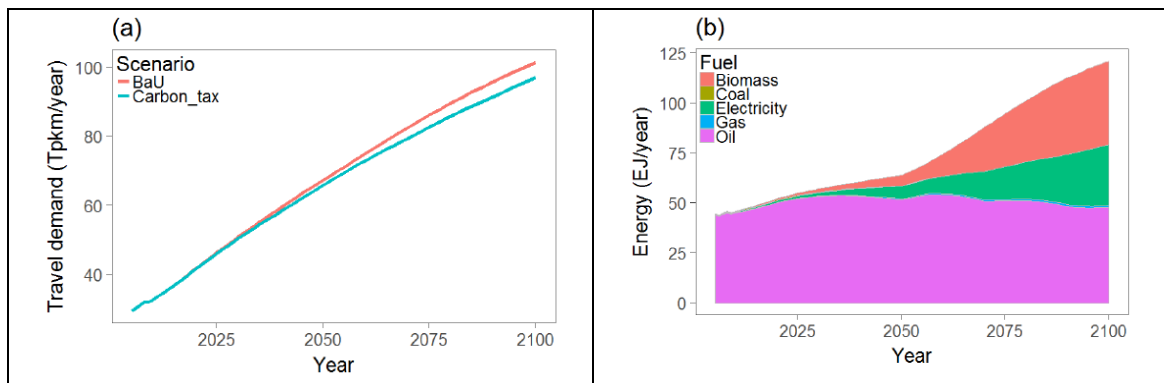 (a)
Travel demand (Tpkm/year)
100
80
60
40
Scenario
BaU
Carbon_tax
2025 2050 2075 2100
Year
(b)
Energy (EJ/year)
125
100
75
50
25
0
Fuel
Biomass
Coal
Electricity
Gas
Oil
2025 2050 2075 2100
Year